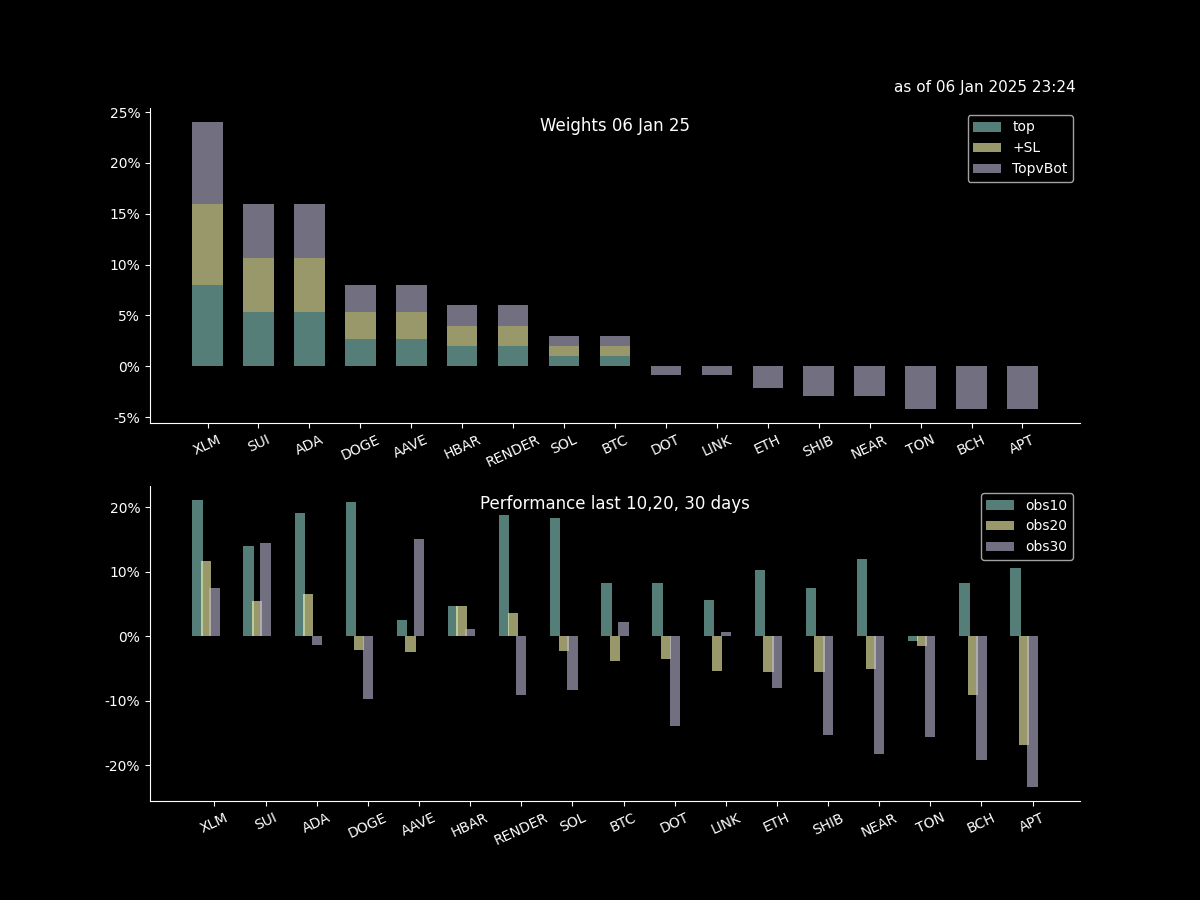 as of 06 Jan 2025 23:24
Weights 06 Jan 25
top
+SL
TopvBot
25%
20%
15%
10%
5%
0%
-5%
XLM SUI ADA DOGE AAVE HBAR RENDER SOL BTC DOT LINK ETH SHIB NEAR TON BCH APT
Performance last 10,20, 30 days
obs10
obs20
obs30
20%
10%
0%
-10%
-20%
XLM SUI ADA DOGE AAVE HBAR RENDER SOL BTC DOT LINK ETH SHIB NEAR TON BCH APT